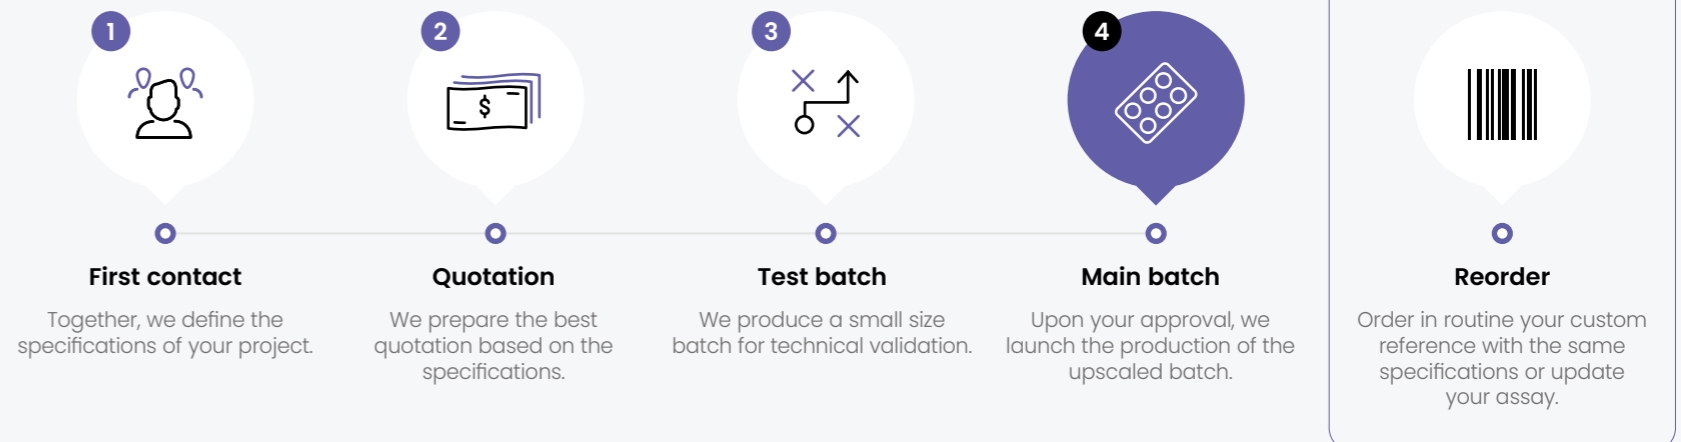 1
First contact
Together, we define the
specifications of your project.
2
$
Quotation
We prepare the best
quotation based on the
specifications.
3
Test batch
We produce a small size
batch for technical validation.
4
Main batch
Upon your approval, we
launch the production of the
upscaled batch.
Reorder
Order in routine your custom
reference with the same
specifications or update
your assay.